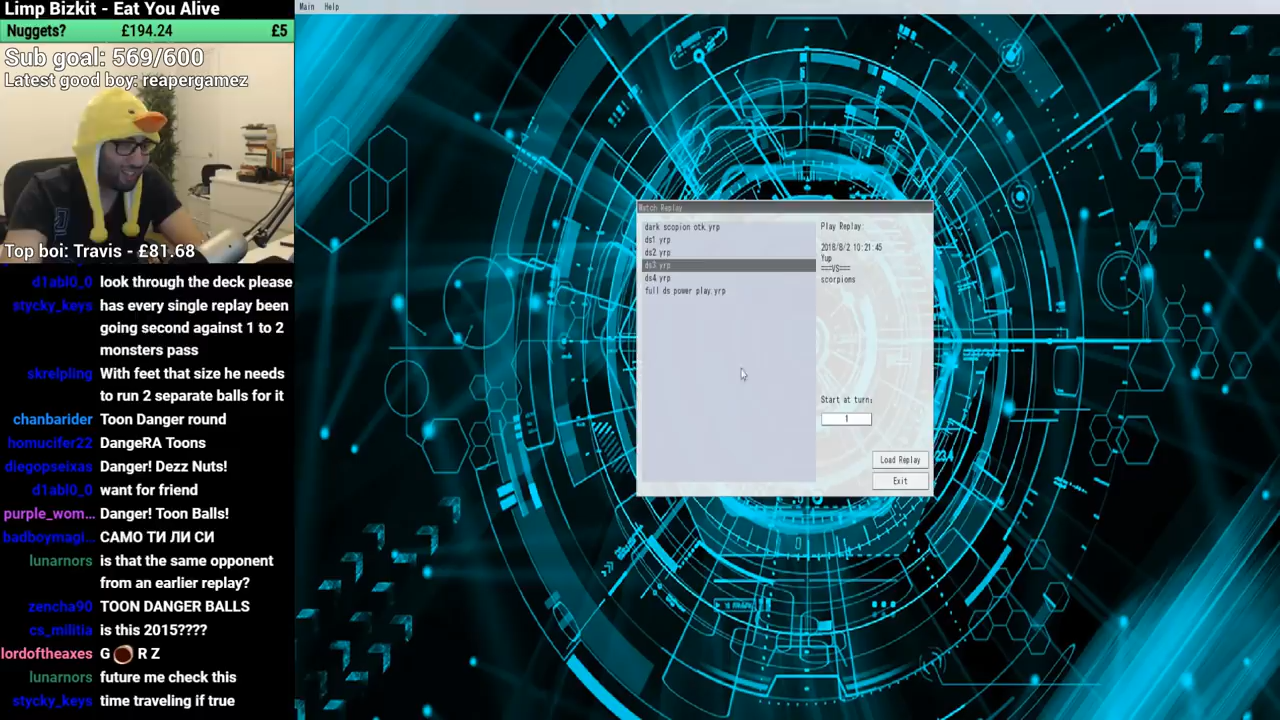 Limp Bizkit - Eat You Alive
Nuggets? £194.24 £5
Sub goal: 569/600
Latest good boy: reapergamez
Top boi: Travis - £81.68
d1abl0_0 look through the deck please
stycky_keys has every single replay been
going second against 1 to 2
monsters pass
skrelpling With feet that size he needs
to run 2 separate balls for it
chanbarider Toon Danger round
homucifer22 DangeRA Toons
diegopseixas Danger! Dezz Nuts!
d1abl0_0 want for friend
purple_wom... Danger! Toon Balls!
badboymagi... САМО ТИ ЛИ СИ
lunarnors is that the same opponent
from an earlier replay?
zencha90 TOON DANGER BALLS
cs_militia is this 2015????
lordoftheaxes G R Z
lunarnors future me check this
stycky_keys time traveling if true
Main Help
Watch Replay
dark scopion otk.yrp
ds1.yrp
ds2.yrp
ds3.yrp
ds4.yrp
full ds power play.yrp
Play Replay:
2018/8/2 10:21:45
Yup
===VS===
scorpions
Start at turn:
1
Load Replay
Exit
234